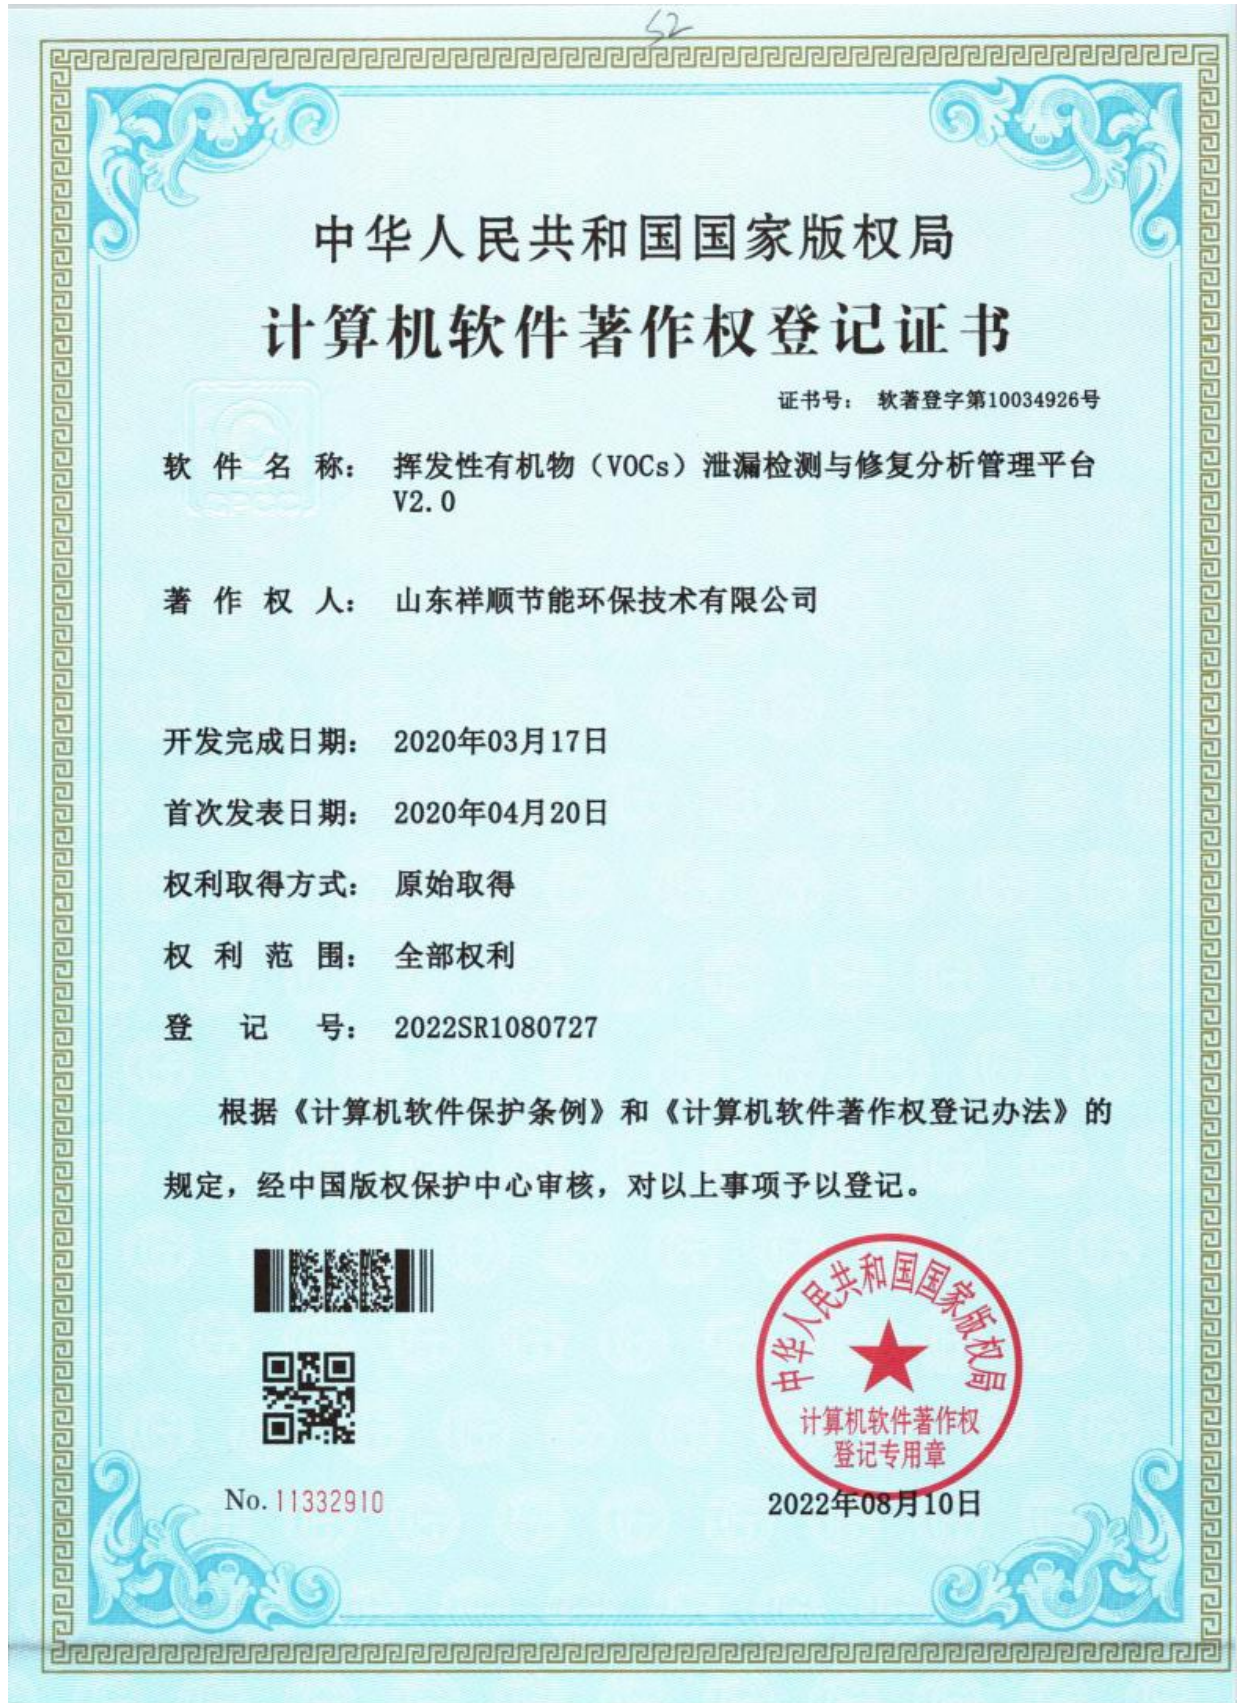 52
中华人民共和国国家版权局
计算机软件著作权登记证书
证书号： 软著登字第10034926号
软件名称： 挥发性有机物（VOCs）泄漏检测与修复分析管理平台
V2.0
著作权人： 山东祥顺节能环保技术有限公司
开发完成日期： 2020年03月17日
首次发表日期： 2020年04月20日
权利取得方式： 原始取得
权利范围： 全部权利
登记号： 2022SR1080727
根据《计算机软件保护条例》和《计算机软件著作权登记办法》的
规定，经中国版权保护中心审核，对以上事项予以登记。
中华人民共和国国家版权局
计算机软件著作权
登记专用章
No. 11332910
2022年08月10日